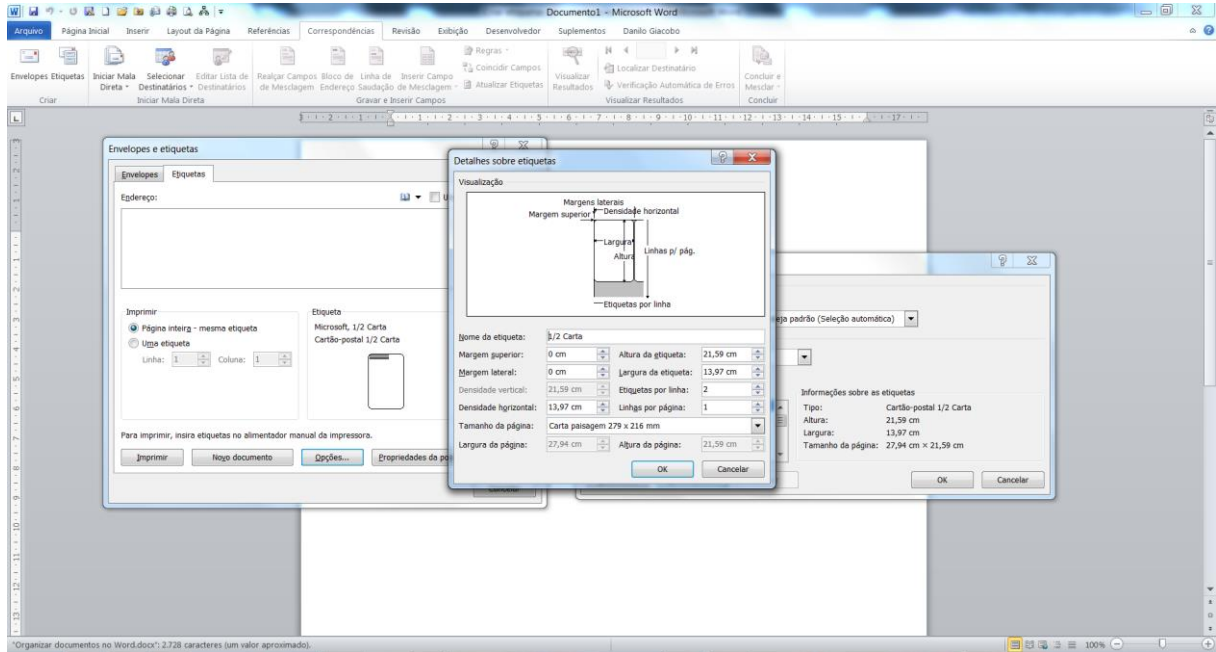 Documento1 - Microsoft Word
Arquivo Página Inicial Inserir Layout da Página Referências Correspondências Revisão Exibição Desenvolvedor Suplementos Danilo Giacobo
Envelopes Etiquetas
Criar
Iniciar Mala Direta Selecionar Destinatários Editar Lista de Destinatários
Iniciar Mala Direta
Realçar Campos de Mesclagem Bloco de Endereço Linha de Saudação Inserir Campo de Mesclagem
Regras
Coincidir Campos
Atualizar Etiquetas
Gravar e Inserir Campos
Visualizar Resultados
Localizar Destinatário
Verificação Automática de Erros
Visualizar Resultados
Concluir e Mesclar
Concluir
Envelopes e etiquetas
Envelopes Etiquetas
Endereço:
Imprimir
Página inteira - mesma etiqueta
Uma etiqueta
Linha: 1 Coluna: 1
Etiqueta
Microsoft, 1/2 Carta
Cartão-postal 1/2 Carta
Para imprimir, insira etiquetas no alimentador manual da impressora.
Imprimir Novo documento Opções... Propriedades da po
Cancelar
Detalhes sobre etiquetas
Visualização
Margens laterais
Margem superior Densidade horizontal
Largura
Altura
Linhas p/ pág.
Etiquetas por linha
Nome da etiqueta: 1/2 Carta
Margem superior: 0 cm Altura da etiqueta: 21,59 cm
Margem lateral: 0 cm Largura da etiqueta: 13,97 cm
Densidade vertical: 21,59 cm Etiquetas por linha: 2
Densidade horizontal: 13,97 cm Linhas por página: 1
Tamanho da página: Carta paisagem 279 x 216 mm
Largura da página: 27,94 cm Altura da página: 21,59 cm
OK Cancelar
eja padrão (Seleção automática)
Informações sobre as etiquetas
Tipo: Cartão-postal 1/2 Carta
Altura: 21,59 cm
Largura: 13,97 cm
Tamanho da página: 27,94 cm × 21,59 cm
OK Cancelar
"Organizar documentos no Word.docx": 2.728 caracteres (um valor aproximado).
100%